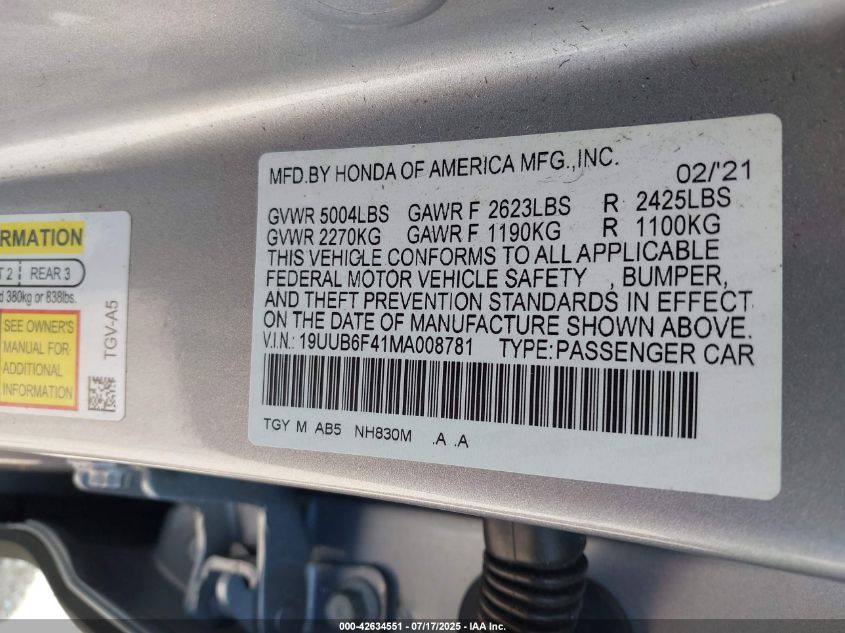 MFD.BY HONDA OF AMERICA MFG.,INC. 02/'21
GVWR 5004LBS GAWR F 2623LBS R 2425LBS
GVWR 2270KG GAWR F 1190KG R 1100KG
THIS VEHICLE CONFORMS TO ALL APPLICABLE
FEDERAL MOTOR VEHICLE SAFETY , BUMPER,
AND THEFT PREVENTION STANDARDS IN EFFECT
ON THE DATE OF MANUFACTURE SHOWN ABOVE.
V.I.N.: 19UUB6F41MA008781 TYPE:PASSENGER CAR
TGY M AB5 NH830M .A .A
REAR 3
380kg or 838lbs.
SEE OWNER'S
MANUAL FOR
ADDITIONAL
INFORMATION
TGV-A5
000-42634551 // 07/17/2025 // IAA Inc.